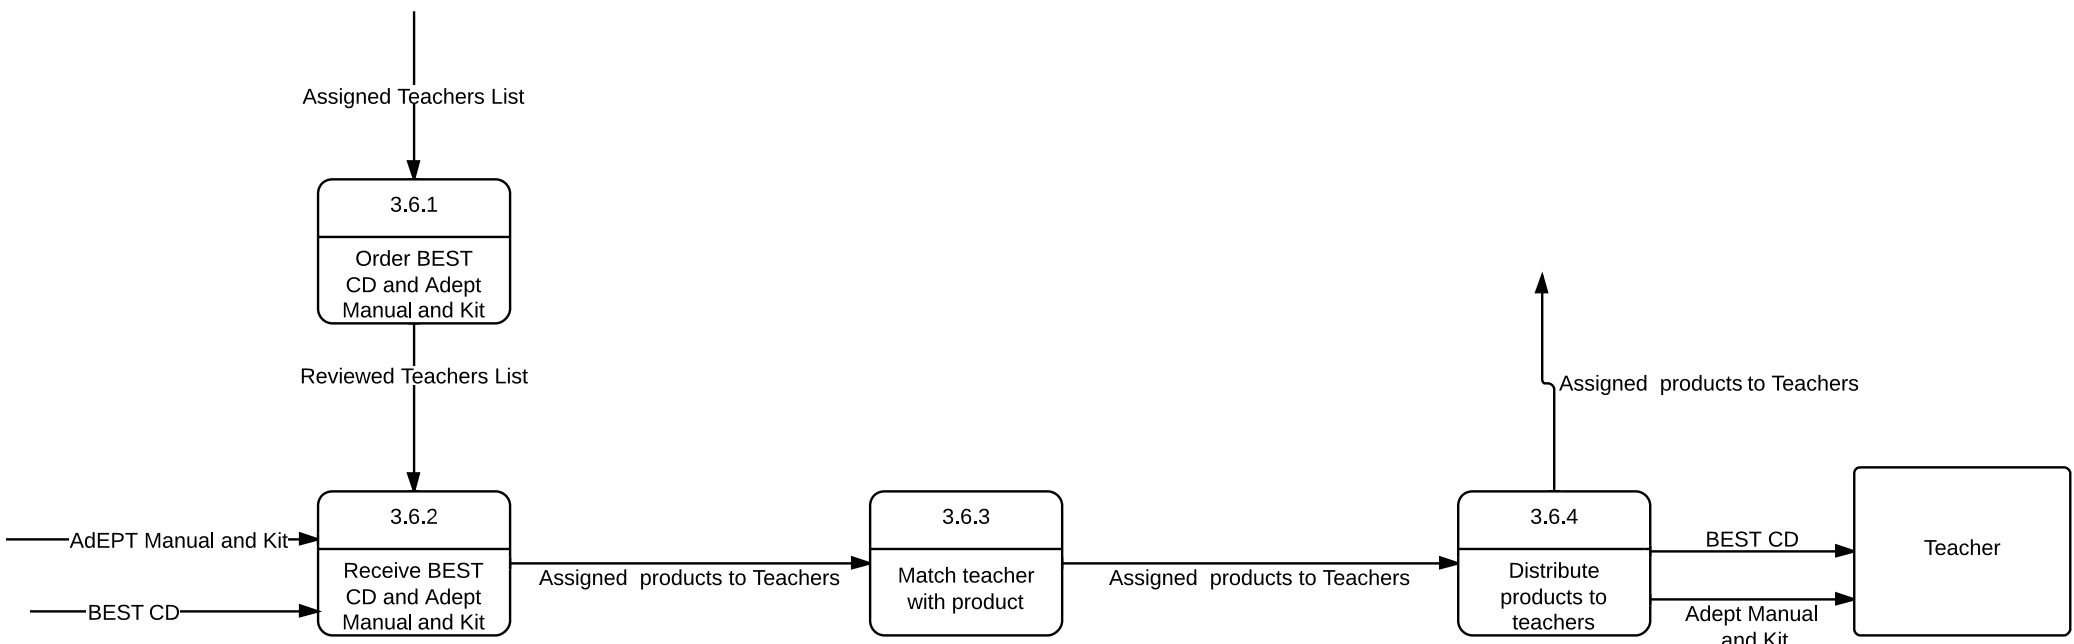 Assigned Teachers List
3.6.1
Order BEST
CD and Adept
Manual and Kit
Reviewed Teachers List
Assigned  products to Teachers
AdEPT Manual and Kit
BEST CD
3.6.2
Receive BEST
CD and Adept
Manual and Kit
Assigned  products to Teachers
3.6.3
Match teacher
with product
Assigned  products to Teachers
3.6.4
Distribute
products to
teachers
BEST CD
Adept Manual
and Kit
Teacher